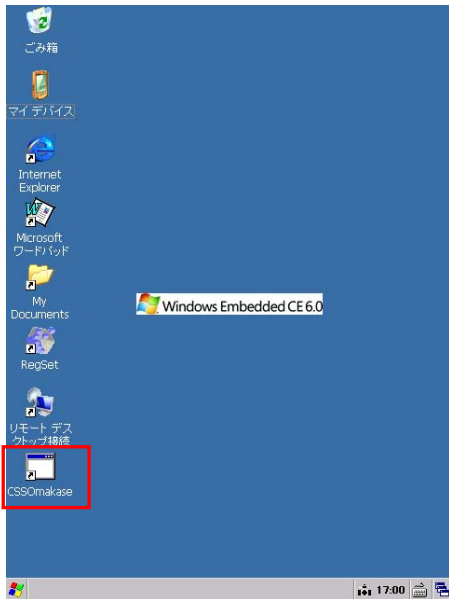 ごみ箱
マイ デバイス
Internet
Explorer
Microsoft
ワードパッド
My
Documents
Windows Embedded CE 6.0
RegSet
リモート デス
クトップ接続
CSSOmakase
17:00